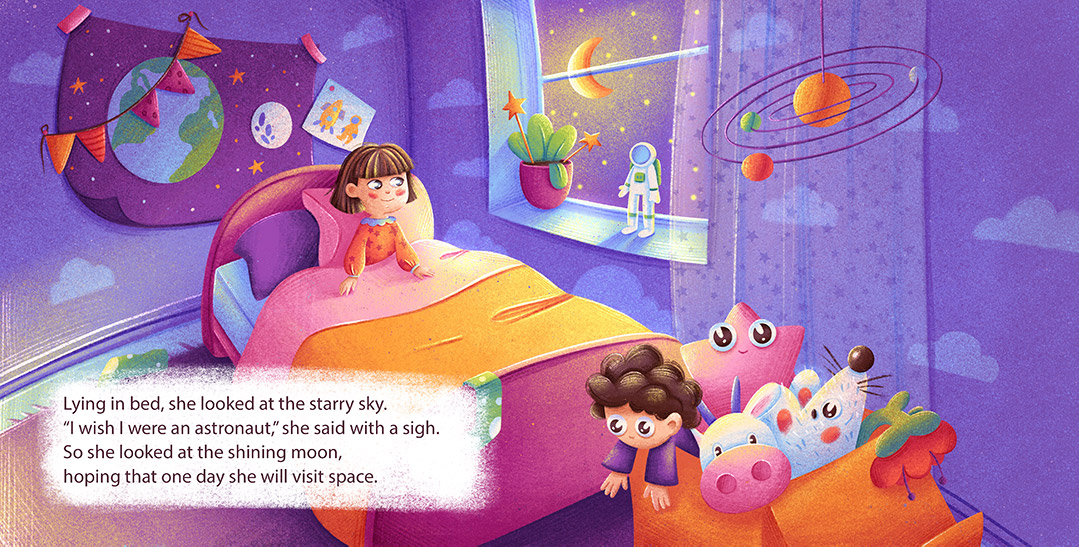 Lying in bed, she looked at the starry sky.
“I wish I were an astronaut,” she said with a sigh.
So she looked at the shining moon,
hoping that one day she will visit space.